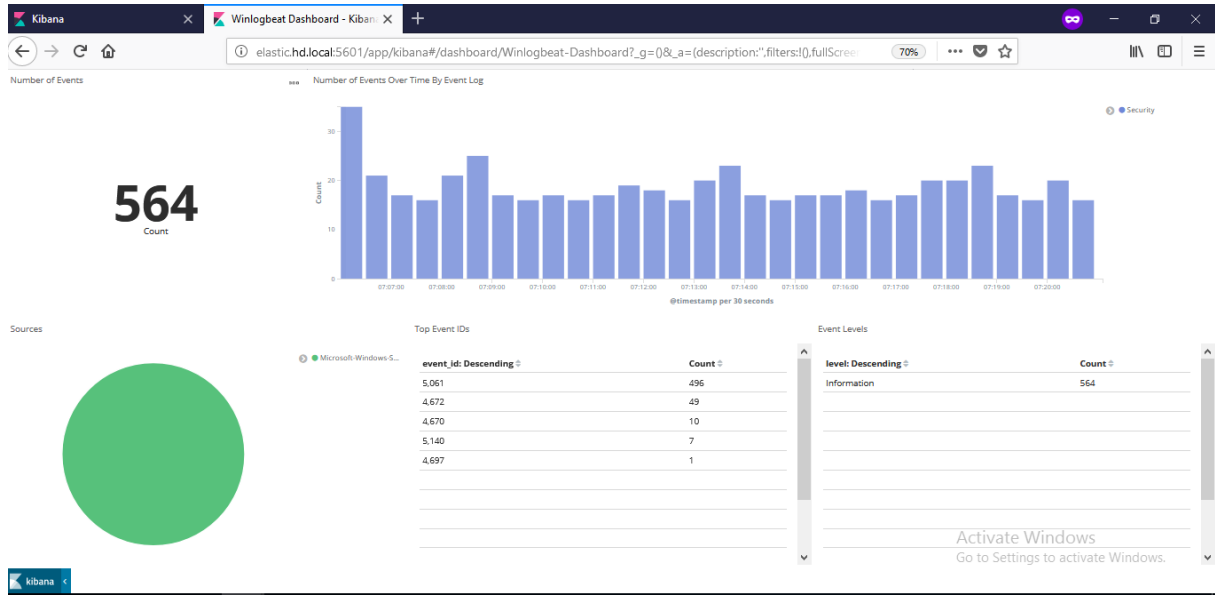 Kibana
Winlogbeat Dashboard - Kiban
elastic.hd.local:5601/app/kibana#/dashboard/Winlogbeat-Dashboard?_g=()&_a=(description:'',filters:!(),fullScree
70%
Number of Events
Number of Events Over Time By Event Log
564
Count
Security
Count
30
20
10
0
07:07:00 07:08:00 07:09:00 07:10:00 07:11:00 07:12:00 07:13:00 07:14:00 07:15:00 07:16:00 07:17:00 07:18:00 07:19:00 07:20:00
@timestamp per 30 seconds
Sources
Microsoft-Windows-S...
Top Event IDs
event_id: Descending Count
5,061 496
4,672 49
4,670 10
5,140 7
4,697 1
Event Levels
level: Descending Count
Information 564
Activate Windows
Go to Settings to activate Windows.
kibana